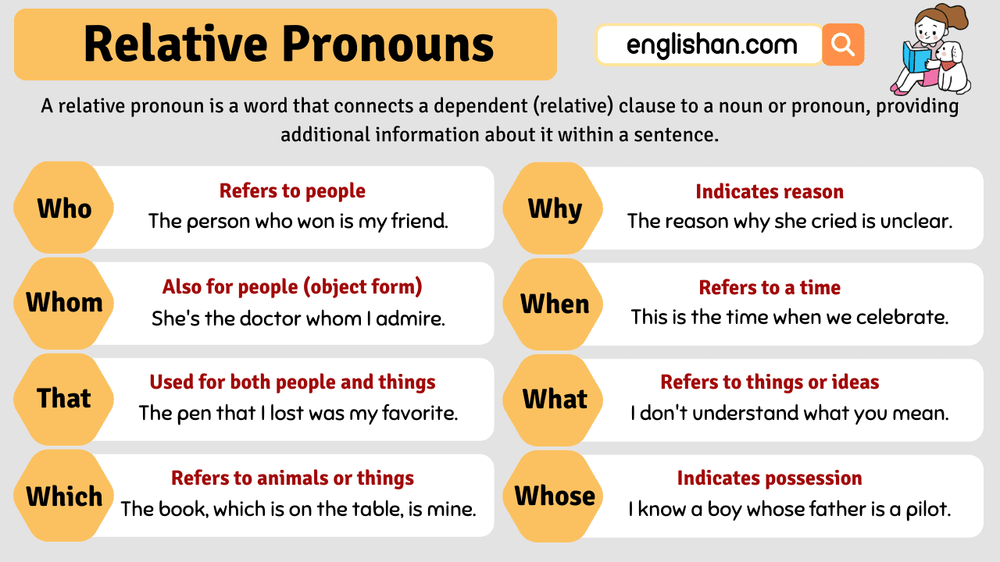 Relative Pronouns
englishan.com
A relative pronoun is a word that connects a dependent (relative) clause to a noun or pronoun, providing
additional information about it within a sentence.
Who
Refers to people
The person who won is my friend.
Whom
Also for people (object form)
She's the doctor whom I admire.
That
Used for both people and things
The pen that I lost was my favorite.
Which
Refers to animals or things
The book, which is on the table, is mine.
Why
Indicates reason
The reason why she cried is unclear.
When
Refers to a time
This is the time when we celebrate.
What
Refers to things or ideas
I don't understand what you mean.
Whose
Indicates possession
I know a boy whose father is a pilot.